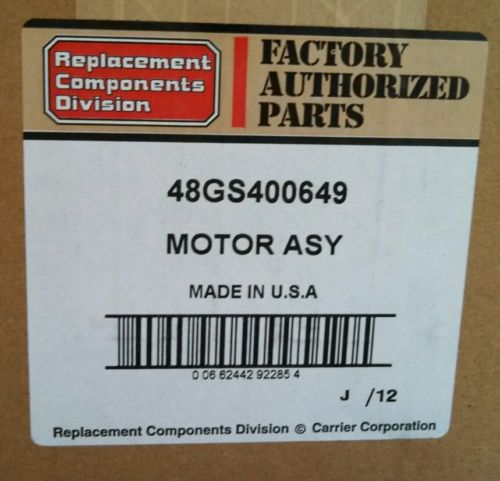 Replacement
Components
Division
FACTORY
AUTHORIZED
PARTS
48GS400649
MOTOR ASY
MADE IN U.S.A
0 06 62442 92285 4
J /12
Replacement Components Division © Carrier Corporation